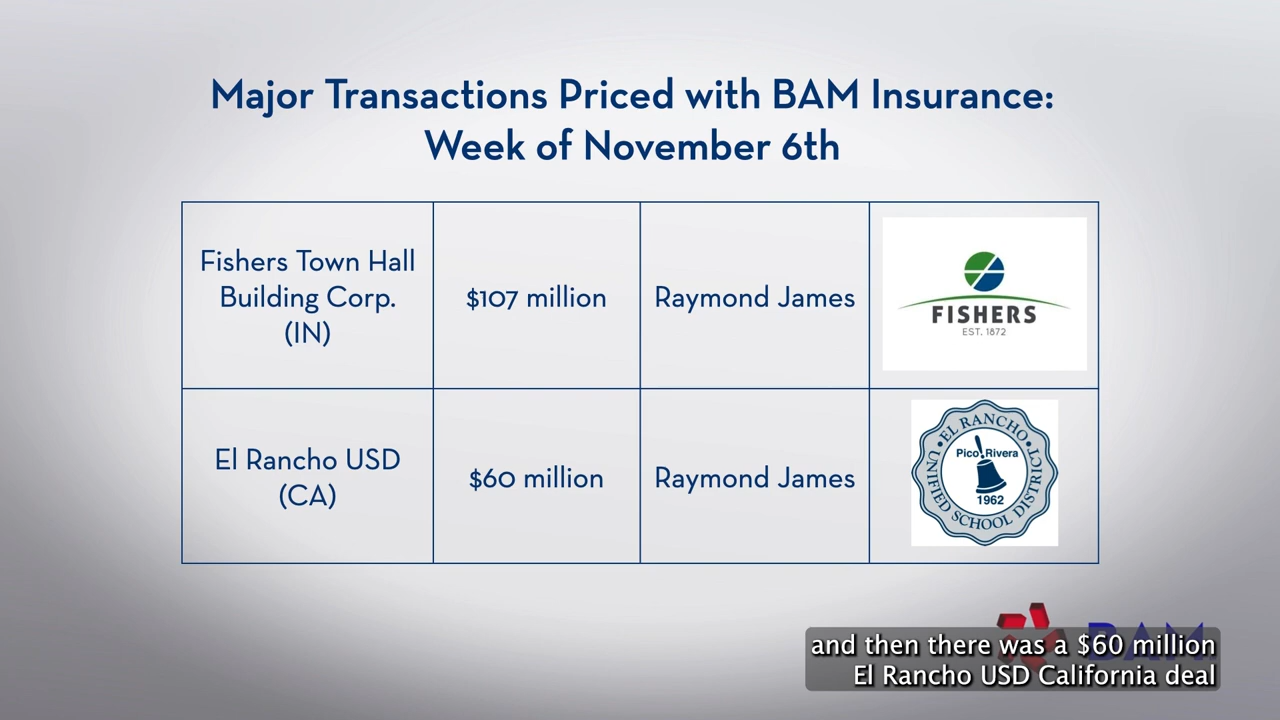 Major Transactions Priced with BAM Insurance:
Week of November 6th
Fishers Town Hall
Building Corp.
(IN)
$107 million
Raymond James
FISHERS
EST. 1872
El Rancho USD
(CA)
$60 million
Raymond James
•EL RANCHO•
Pico Rivera
1962
UNIFIED SCHOOL DISTRICT
BAM
and then there was a $60 million
El Rancho USD California deal